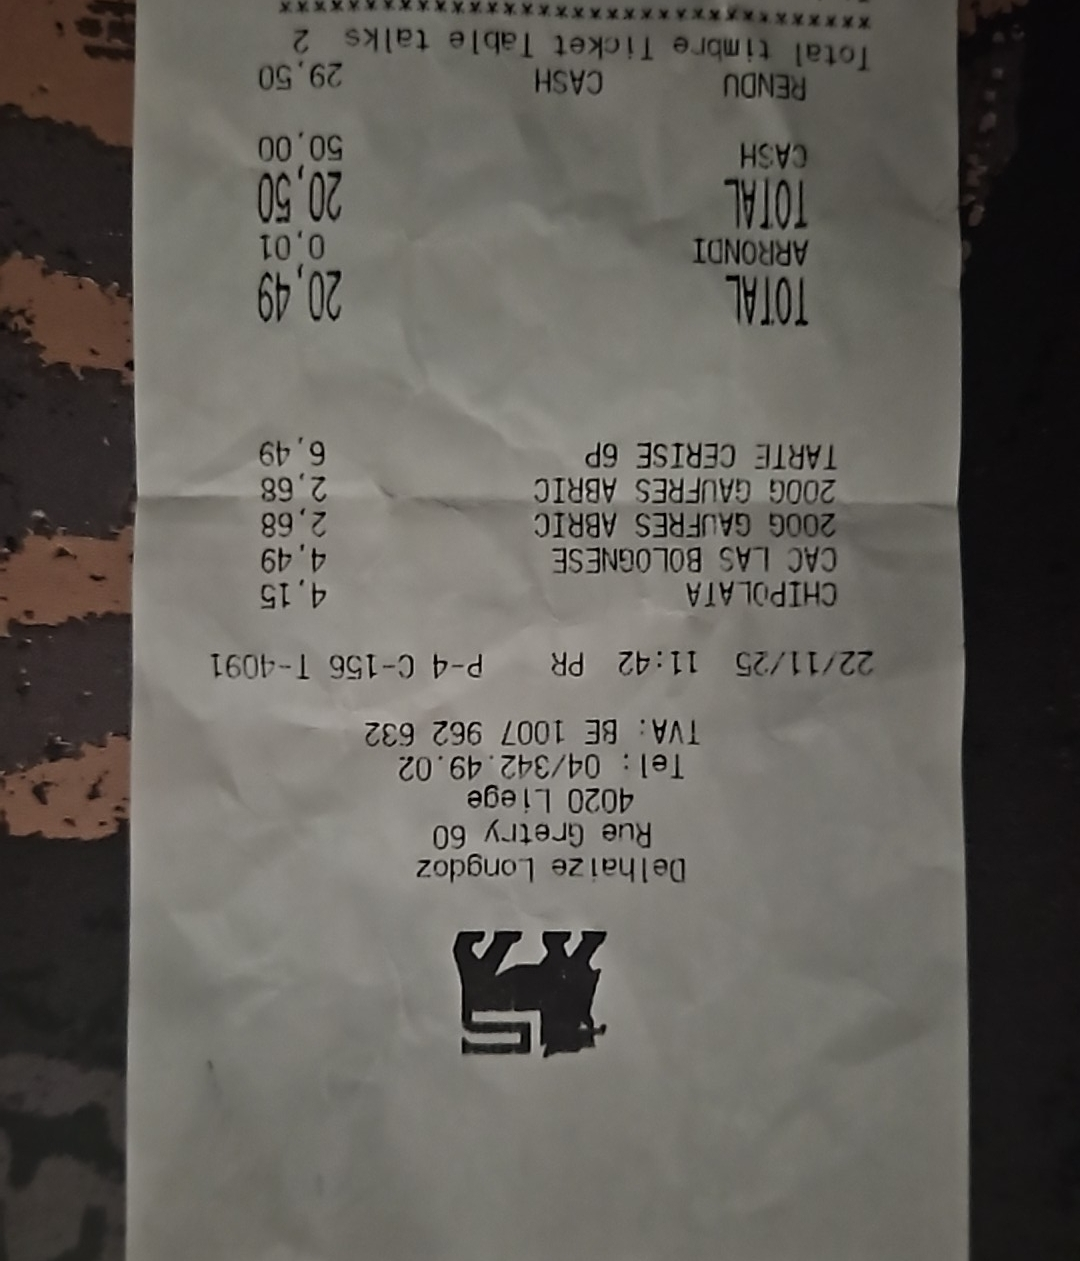 Delhaize Longdoz
Rue Gretry 60
4020 Liege
Tel: 04/342.49.02
TVA: BE 1007 962 632
22/11/25 11:42 PR P-4 C-156 T-4091
CHIPOLATA 4,15
CAC LAS BOLOGNESE 4,49
200G GAUFRES ABRIC 2,68
200G GAUFRES ABRIC 2,68
TARTE CERISE 6P 6,49
TOTAL 20,49
ARRONDI 0,01
TOTAL 20,50
CASH 50,00
RENDU CASH 29,50
Total timbre Ticket Table talks 2